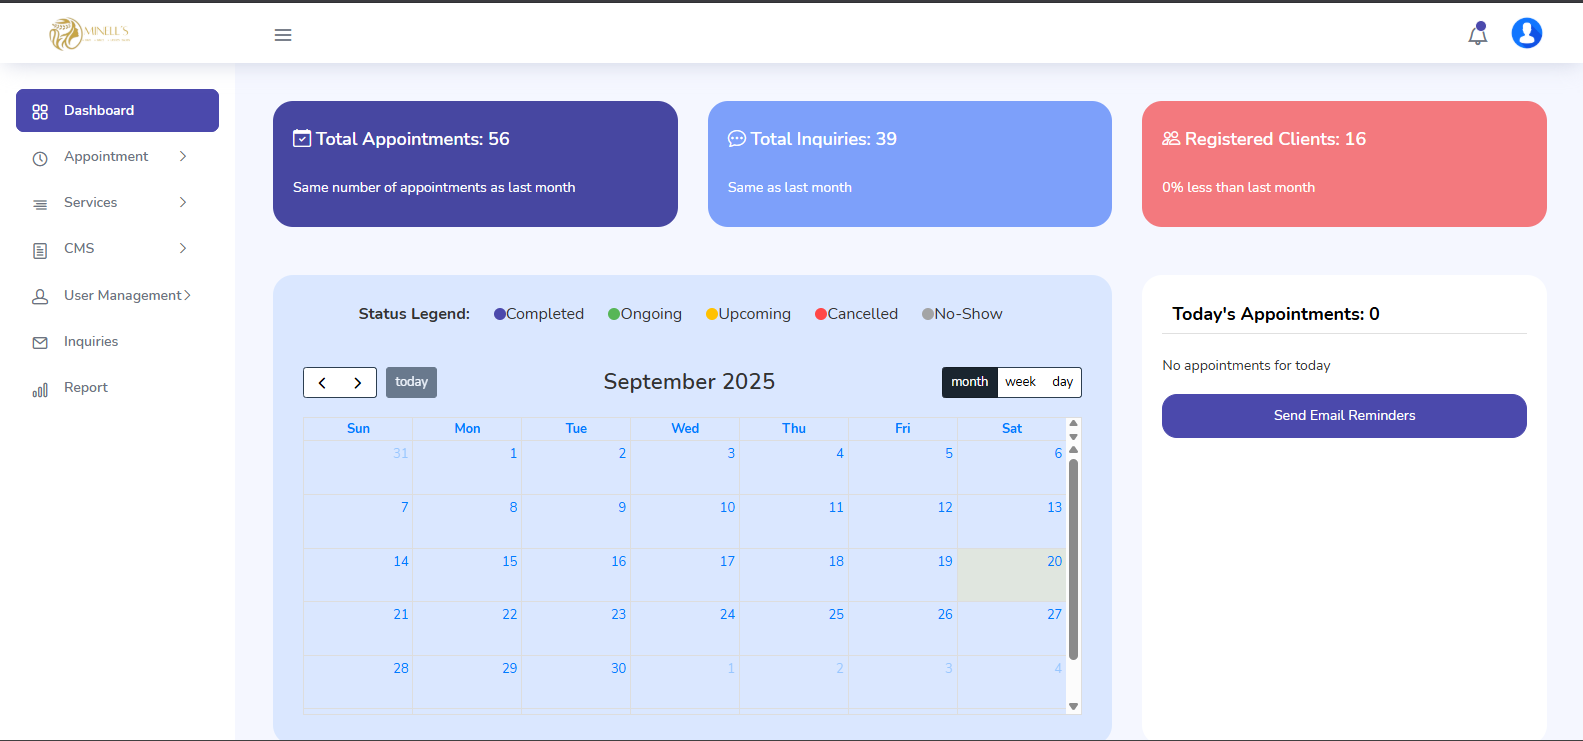 MINELL'S
Dashboard
Appointment
Services
CMS
User Management
Inquiries
Report
Total Appointments: 56
Same number of appointments as last month
Total Inquiries: 39
Same as last month
Registered Clients: 16
0% less than last month
Status Legend: Completed Ongoing Upcoming Cancelled No-Show
today September 2025 month week day
Sun Mon Tue Wed Thu Fri Sat
31 1 2 3 4 5 6
7 8 9 10 11 12 13
14 15 16 17 18 19 20
21 22 23 24 25 26 27
28 29 30 1 2 3 4
Today's Appointments: 0
No appointments for today
Send Email Reminders